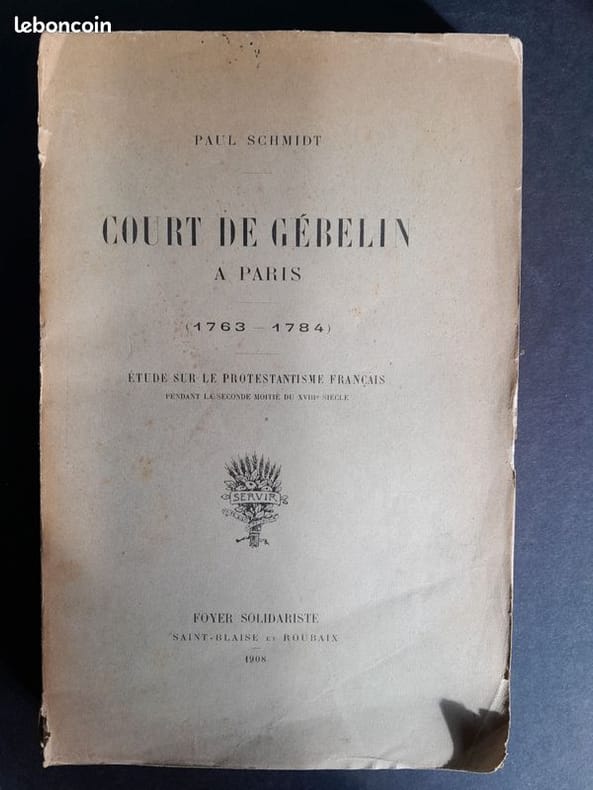 leboncoin
PAUL SCHMIDT
COURT DE GÉBELIN
A PARIS
(1763 — 1784)
ÉTUDE SUR LE PROTESTANTISME FRANÇAIS
PENDANT LA SECONDE MOITIÉ DU XVIIIe SIÈCLE
SERVIR
FOYER SOLIDARISTE
SAINT-BLAISE ET ROUBAIX
1908